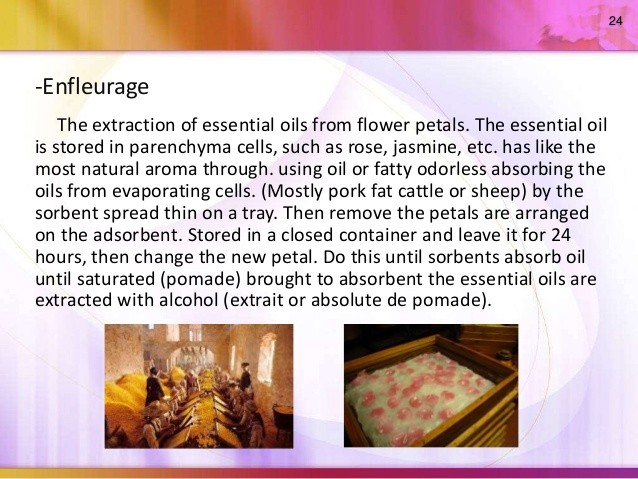 24
-Enfleurage
The extraction of essential oils from flower petals. The essential oil
is stored in parenchyma cells, such as rose, jasmine, etc. has like the
most natural aroma through. using oil or fatty odorless absorbing the
oils from evaporating cells. (Mostly pork fat cattle or sheep) by the
sorbent spread thin on a tray. Then remove the petals are arranged
on the adsorbent. Stored in a closed container and leave it for 24
hours, then change the new petal. Do this until sorbents absorb oil
until saturated (pomade) brought to absorbent the essential oils are
extracted with alcohol (extrait or absolute de pomade).